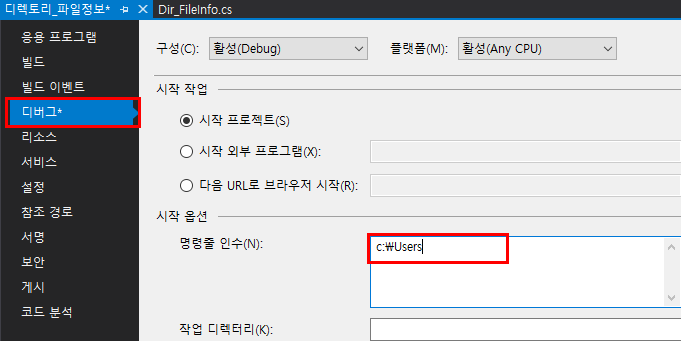 디렉토리_파일정보*
Dir_FileInfo.cs
응용 프로그램
빌드
빌드 이벤트
디버그*
리소스
서비스
설정
참조 경로
서명
보안
게시
코드 분석
구성(C): 활성(Debug) 플랫폼(M): 활성(Any CPU)
시작 작업
시작 프로젝트(S)
시작 외부 프로그램(X):
다음 URL로 브라우저 시작(R):
시작 옵션
명령줄 인수(N): c:₩Users
작업 디렉터리(K):